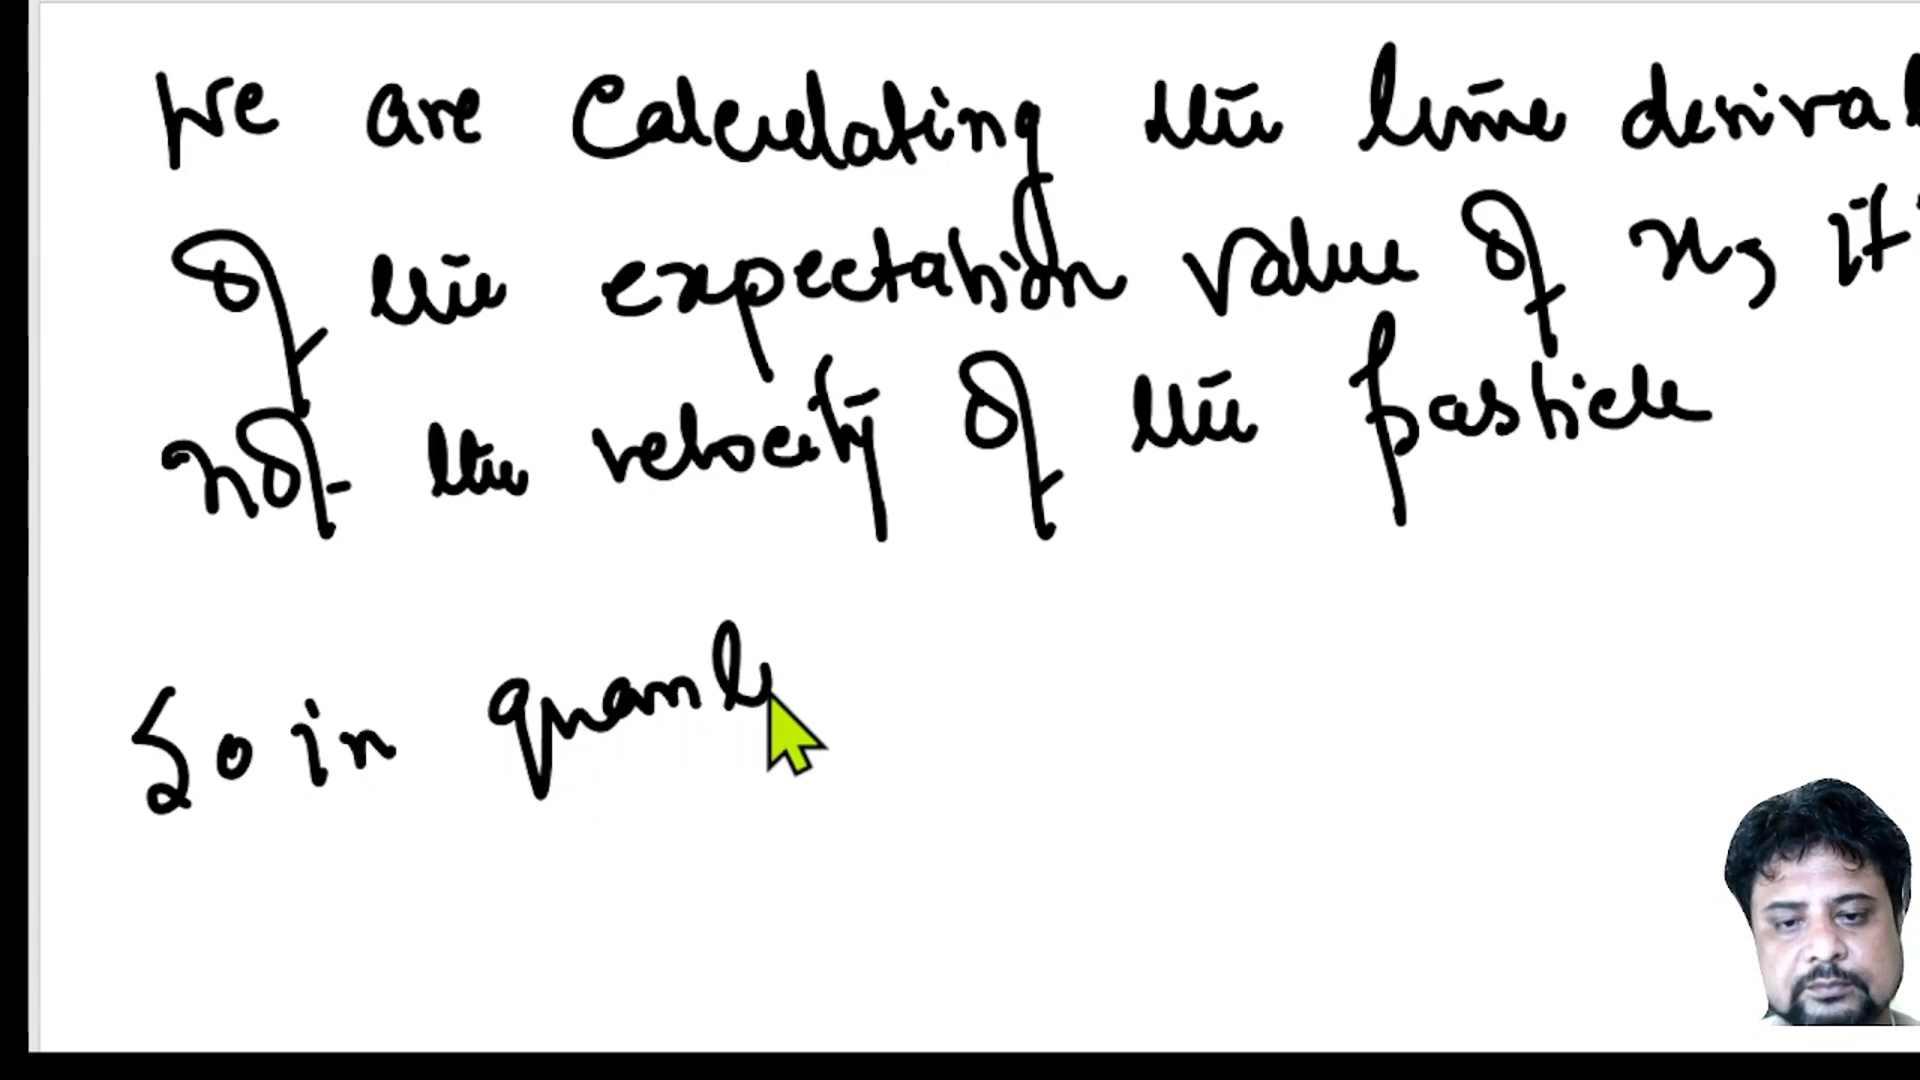 We are Calculating the time deriva
of the expectation value of x, it
not the velocity of the particle
So in quant